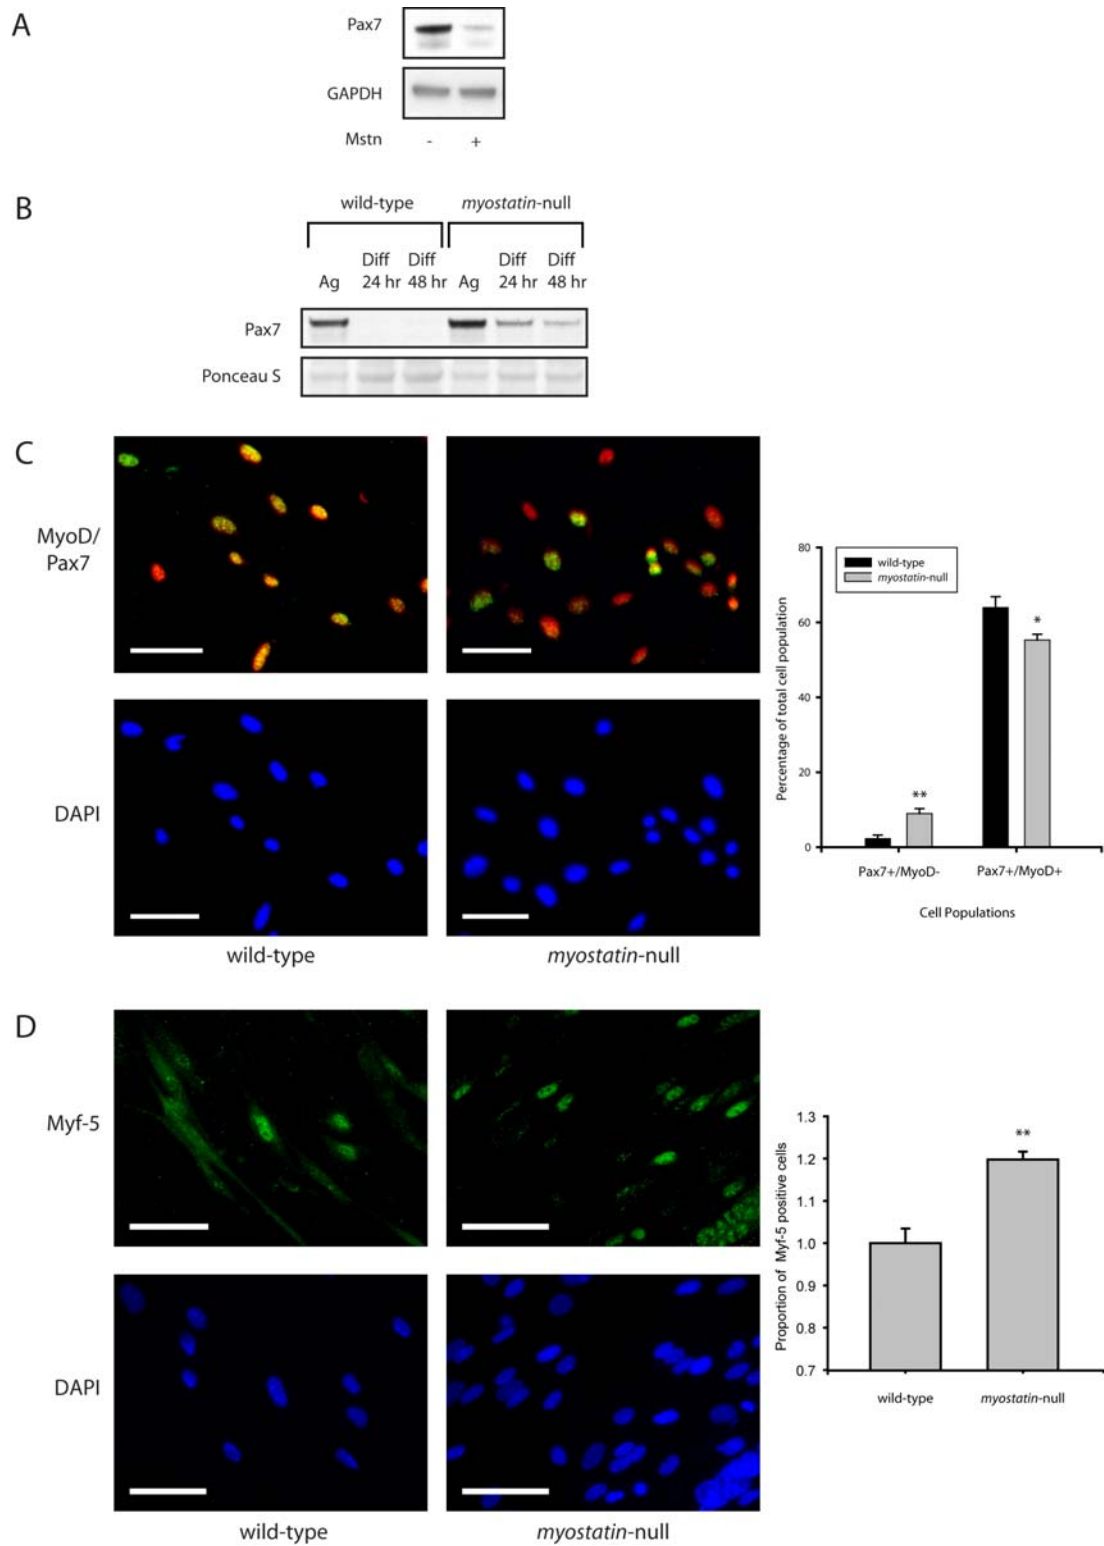 A
Pax7
GAPDH
Mstn - +
B
wild-type myostatin-null
Diff Diff Diff Diff
Ag 24 hr 48 hr Ag 24 hr 48 hr
Pax7
Ponceau S
C
MyoD/
Pax7
DAPI
wild-type myostatin-null
80
60
40
20
0
Percentage of total cell population
wild-type
myostatin-null
**
*
Pax7+/MyoD- Pax7+/MyoD+
Cell Populations
D
Myf-5
DAPI
wild-type myostatin-null
1.3
1.2
1.1
1.0
0.9
0.8
0.7
Proportion of Myf-5 positive cells
**
wild-type myostatin-null